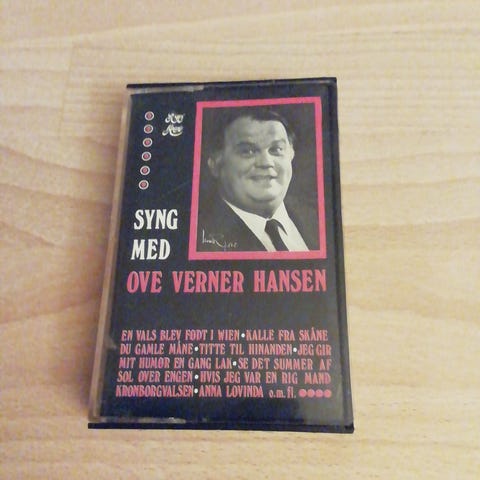 SYNG
MED
OVE VERNER HANSEN
EN VALS BLEV FØDT I WIEN • KALLE FRA SKÅNE
DU GAMLE MÅNE • TITTE TIL HINANDEN • JEG GIR
MIT HUMØR EN GANG LAK • SE DET SUMMER AF
SOL OVER ENGEN • HVIS JEG VAR EN RIG MAND
KRONBORGVALSEN • ANNA LOVINDA o.m.fl.